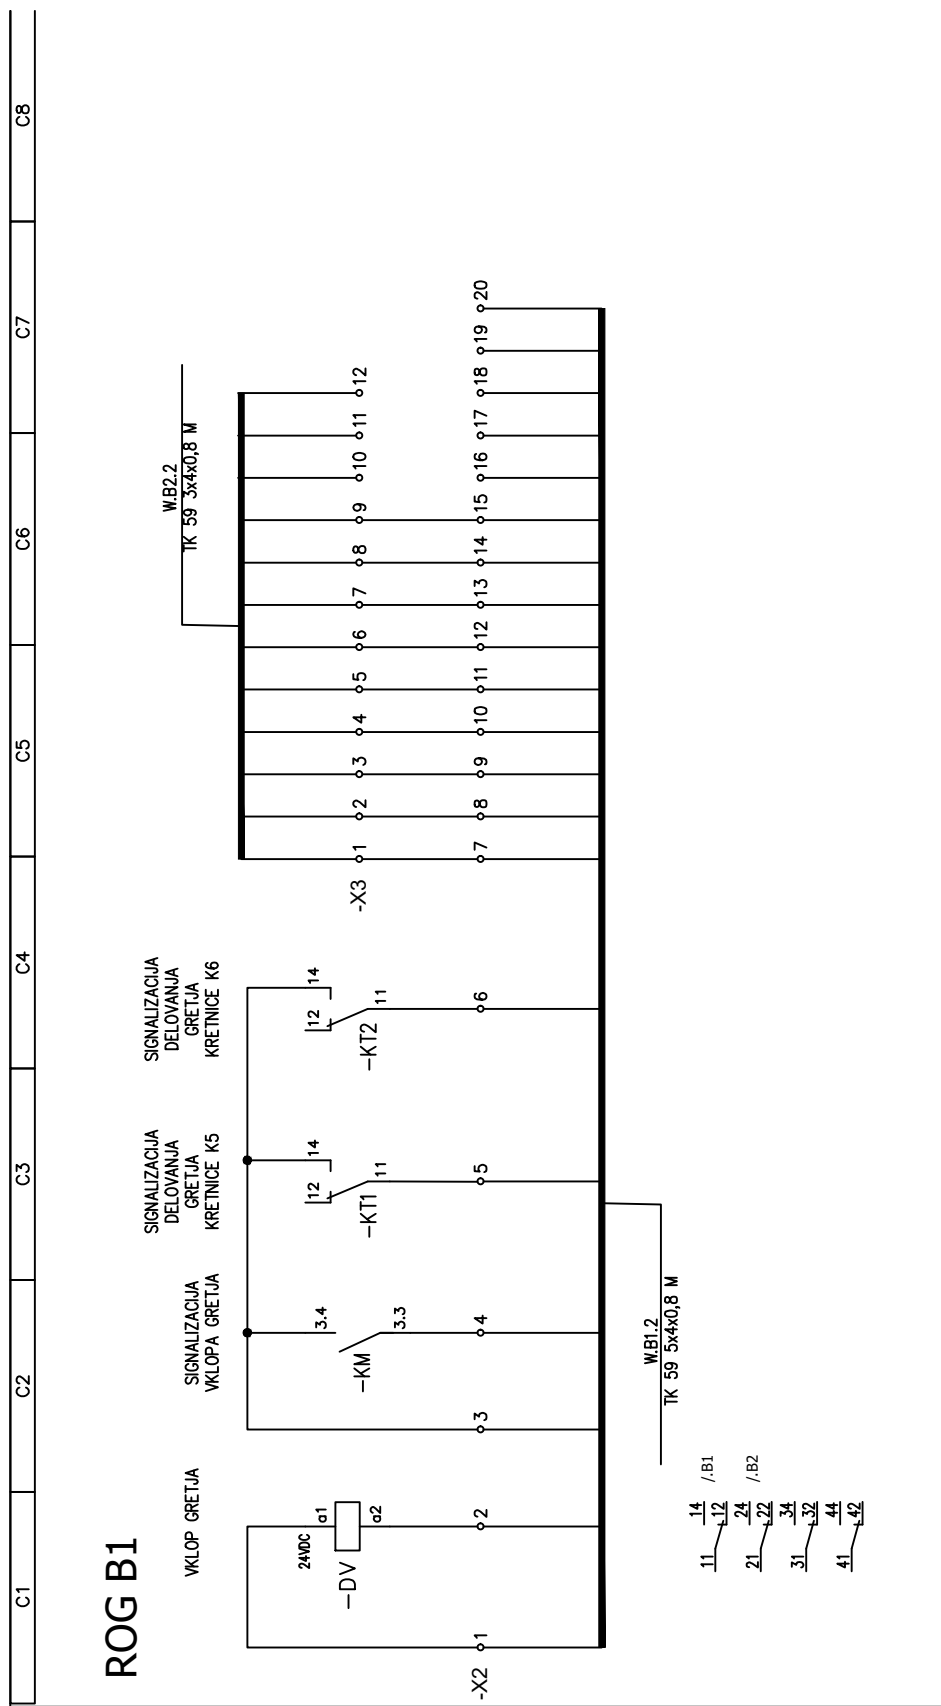 C1
C2
C3
C4
C5
C6
C7
C8
ROG B1
VKLOP GRETJA
SIGNALIZACIJA
VKLOPA GRETJA
SIGNALIZACIJA
DELOVANJA
GRETJA
KRETNICE K5
SIGNALIZACIJA
DELOVANJA
GRETJA
KRETNICE K6
W.B2.2
TK 59 3x4x0,8 M
24VDC
a1
a2
-DV
3.4
3.3
-KM
12
14
11
-KT1
12
14
11
-KT2
-X3
1
2
3
4
5
6
7
8
9
10
11
12
-X2
1
2
3
4
5
6
7
8
9
10
11
12
13
14
15
16
17
18
19
20
W.B1.2
TK 59 5x4x0,8 M
11
14
12
/.B1
21
24
22
/.B2
31
34
32
41
44
42